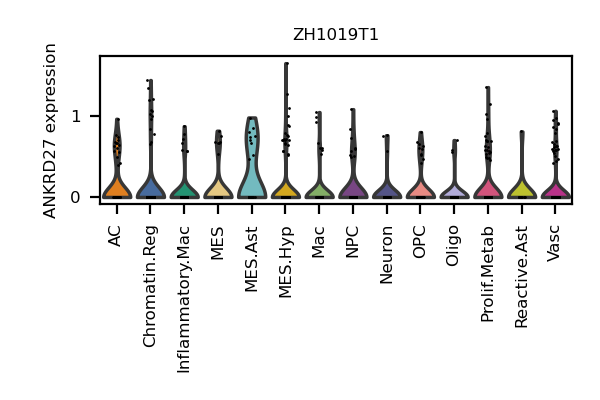 ZH1019T1
ANKRD27 expression
1
0
AC
Chromatin.Reg
Inflammatory.Mac
MES
MES.Ast
MES.Hyp
Mac
NPC
Neuron
OPC
Oligo
Prolif.Metab
Reactive.Ast
Vasc